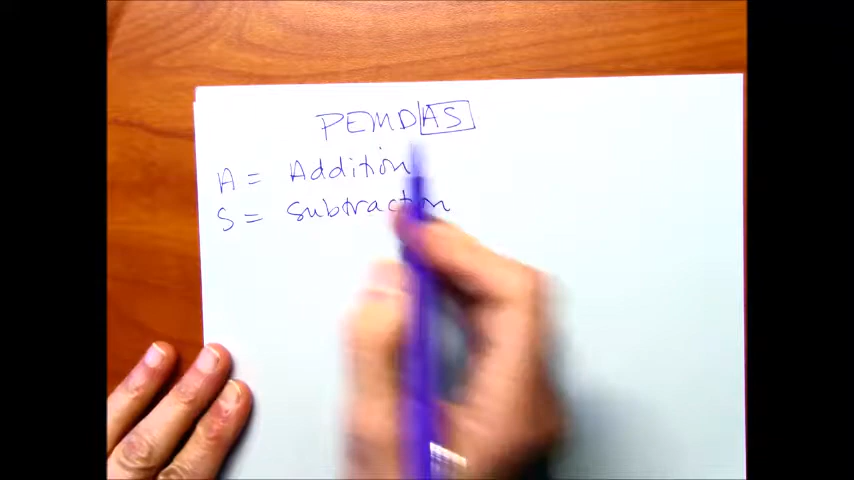 PEMDAS
A = Addition
S = Subtraction